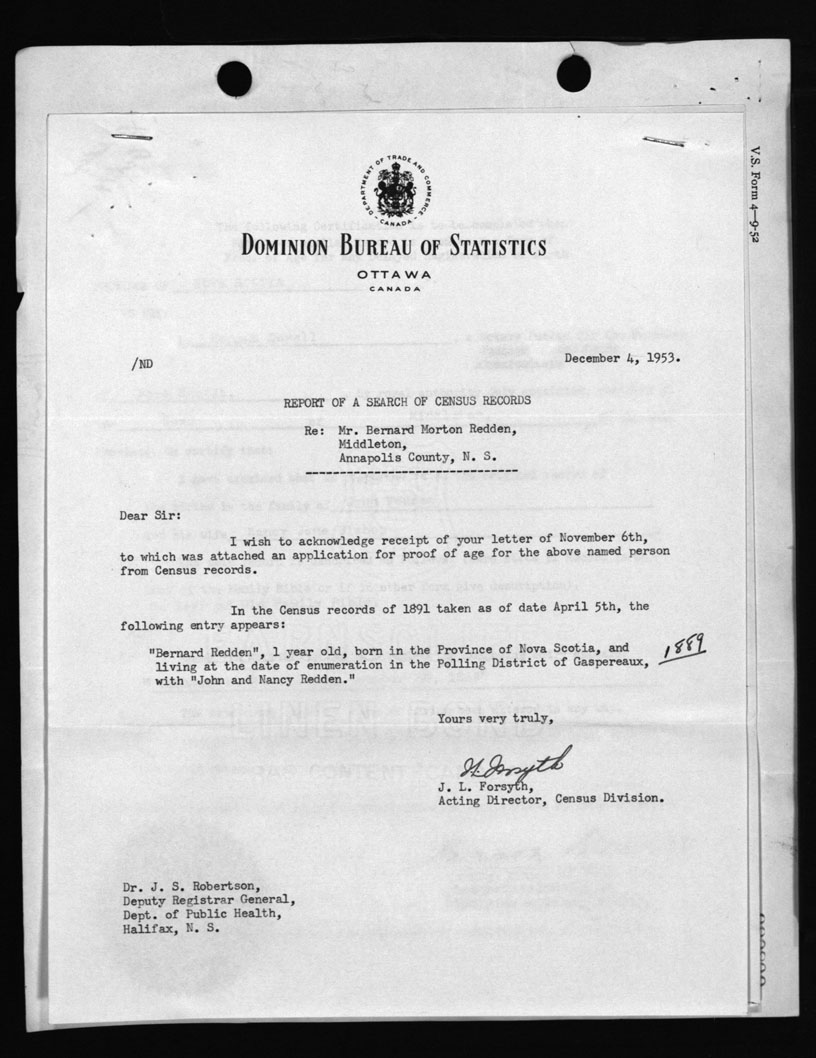 DEPARTMENT OF TRADE AND COMMERCE
CANADA
DOMINION BUREAU OF STATISTICS
OTTAWA
CANADA
V.S. Form 4—9-52
/ND
December 4, 1953.
REPORT OF A SEARCH OF CENSUS RECORDS
Re: Mr. Bernard Morton Redden,
Middleton,
Annapolis County, N. S.
Dear Sir:
I wish to acknowledge receipt of your letter of November 6th,
to which was attached an application for proof of age for the above named person
from Census records.
In the Census records of 1891 taken as of date April 5th, the
following entry appears:
"Bernard Redden", 1 year old, born in the Province of Nova Scotia, and
living at the date of enumeration in the Polling District of Gaspereaux,
with "John and Nancy Redden."
1889
Yours very truly,
J. L. Forsyth,
Acting Director, Census Division.
Dr. J. S. Robertson,
Deputy Registrar General,
Dept. of Public Health,
Halifax, N. S.